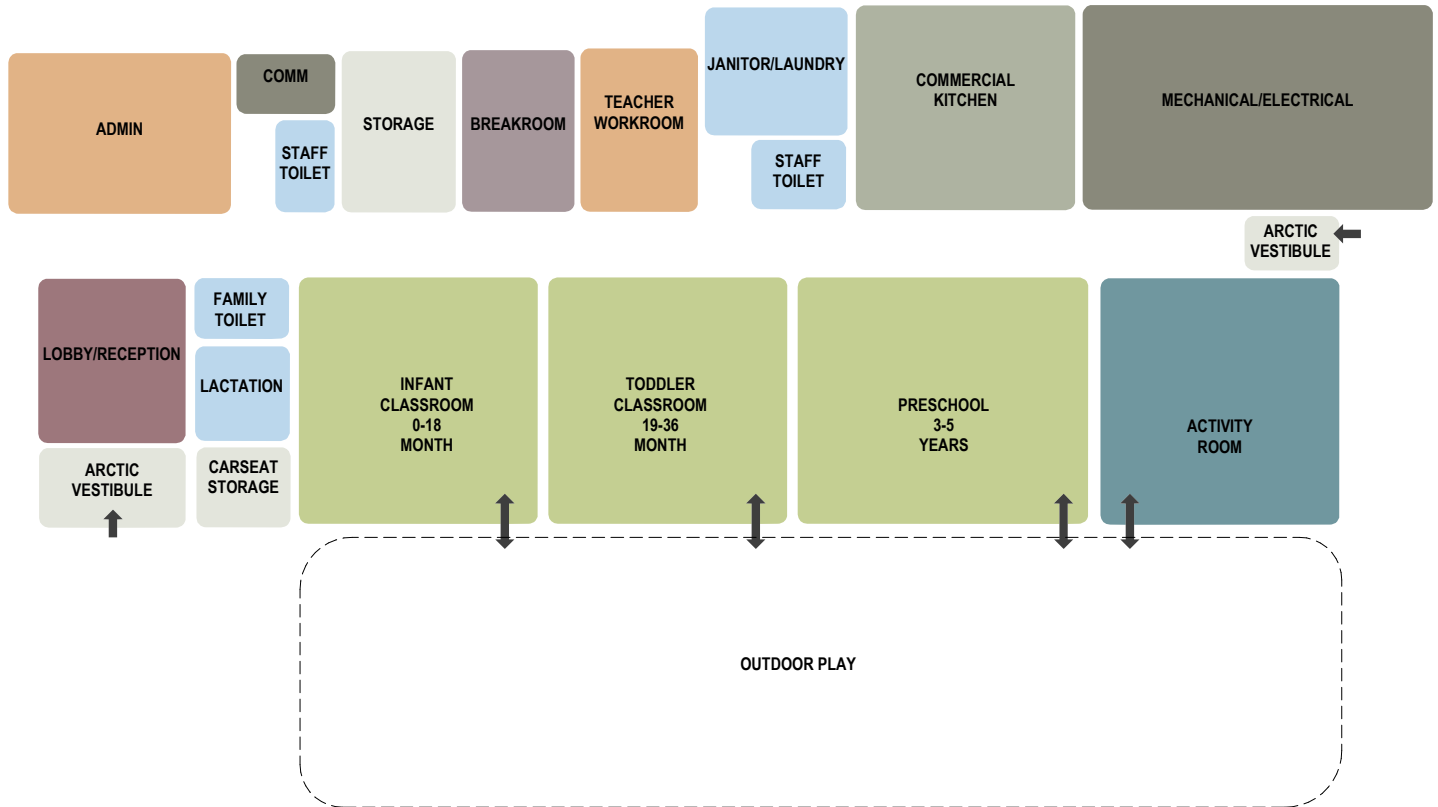 ADMIN
COMM
STAFF
TOILET
STORAGE
BREAKROOM
TEACHER
WORKROOM
JANITOR/LAUNDRY
STAFF
TOILET
COMMERCIAL
KITCHEN
MECHANICAL/ELECTRICAL
ARCTIC
VESTIBULE
LOBBY/RECEPTION
FAMILY
TOILET
LACTATION
ARCTIC
VESTIBULE
CARSEAT
STORAGE
INFANT
CLASSROOM
0-18
MONTH
TODDLER
CLASSROOM
19-36
MONTH
PRESCHOOL
3-5
YEARS
ACTIVITY
ROOM
OUTDOOR PLAY